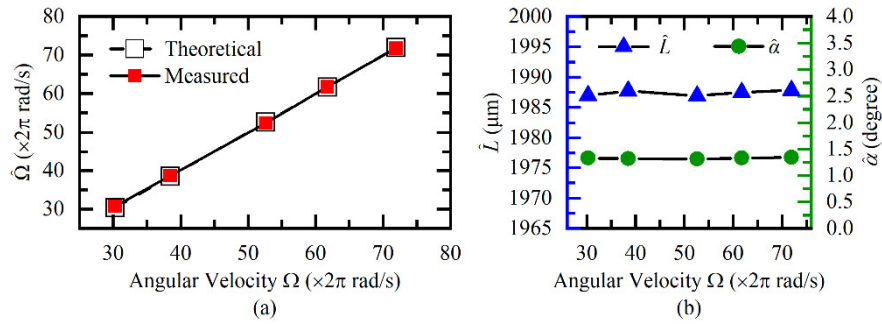 (a)
80
70
60
50
40
30
Ω̂ (×2π rad/s)
Theoretical
Measured
30 40 50 60 70 80
Angular Velocity Ω (×2π rad/s)
(a)
(b)
2000
1995
1990
1985
1980
1975
1970
1965
L̂ (μm)
L̂
α̂
4.0
3.5
3.0
2.5
2.0
1.5
1.0
0.5
0.0
α̂ (degree)
30 40 50 60 70
Angular Velocity Ω (×2π rad/s)
(b)